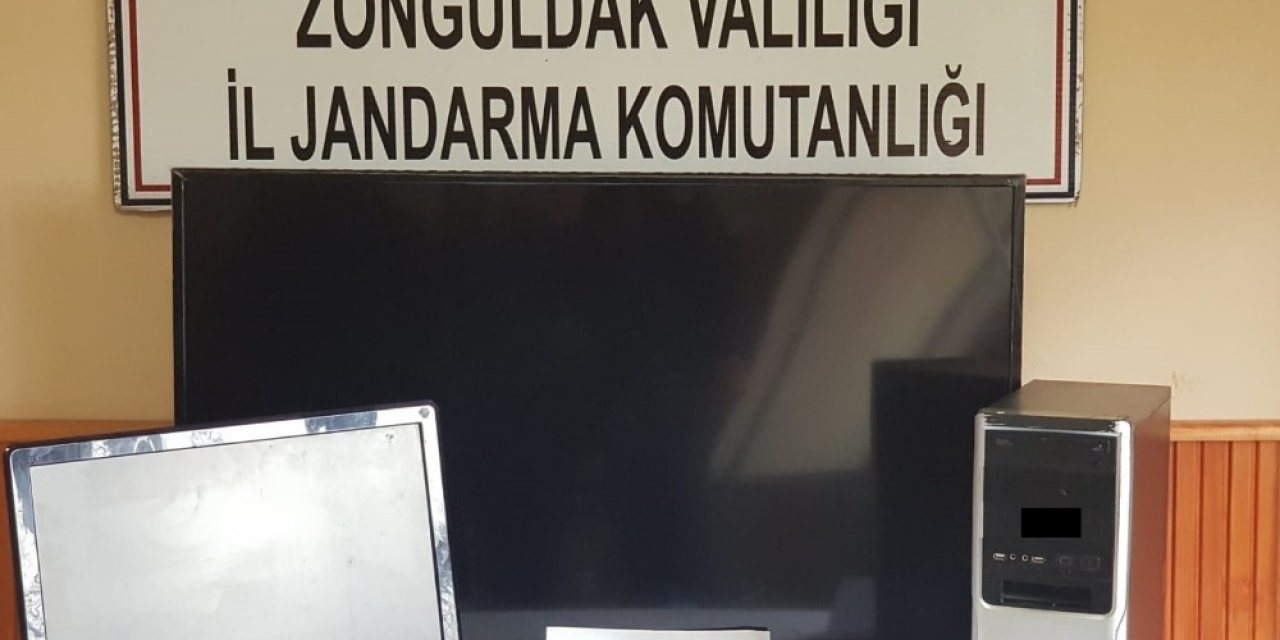 ZONGULDAK VALİLİĞİ
İL JANDARMA KOMUTANLIĞI